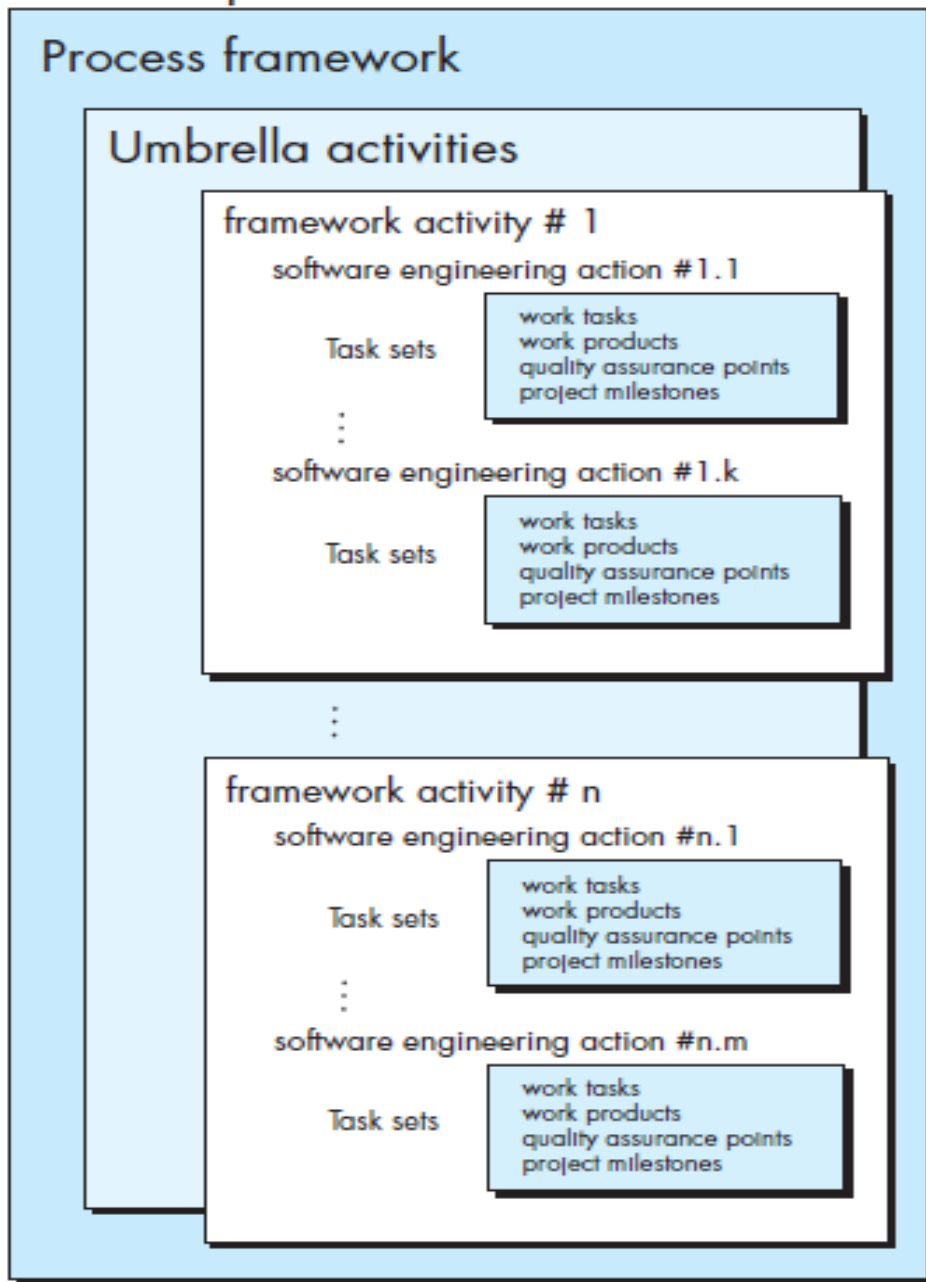 Process framework
Umbrella activities
framework activity # 1
software engineering action #1.1
Task sets
work tasks
work products
quality assurance points
project milestones
software engineering action #1.k
Task sets
work tasks
work products
quality assurance points
project milestones
framework activity # n
software engineering action #n.1
Task sets
work tasks
work products
quality assurance points
project milestones
software engineering action #n.m
Task sets
work tasks
work products
quality assurance points
project milestones